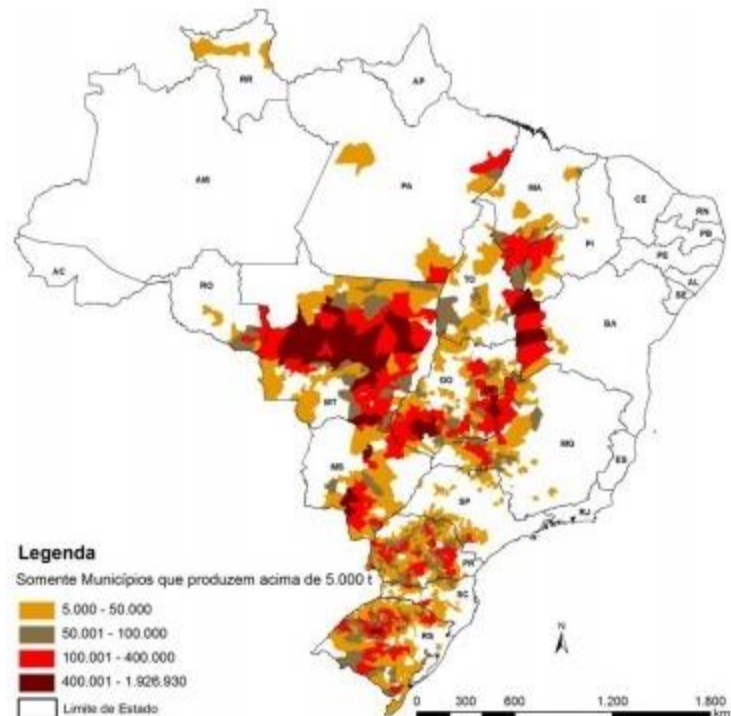 RR
AP
AM
PA
MA
CE
RN
PB
PI
PE
AC
AL
SE
TO
RO
BA
GO
MT
MG
MS
ES
SP
RJ
PR
SC
RS
Legenda
Somente Municípios que produzem acima de 5.000 t
5.000 - 50.000
50.001 - 100.000
100.001 - 400.000
400.001 - 1.926.930
Limite de Estado
N
0 300 600 1.200 1.800
km